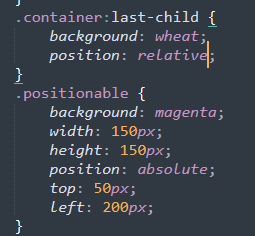 }
.container:last-child {
background: wheat;
position: relative;
}
.positionable {
background: magenta;
width: 150px;
height: 150px;
position: absolute;
top: 50px;
left: 200px;
}